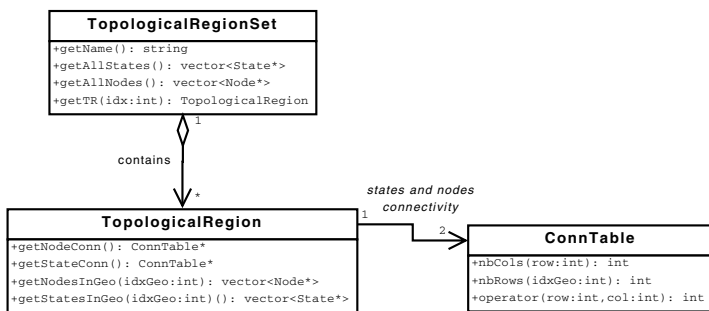 TopologicalRegionSet
+getName(): string
+getAllStates(): vector<State*>
+getAllNodes(): vector<Node*>
+getTR(idx:int): TopologicalRegion
1
contains
*
states and nodes
connectivity
TopologicalRegion
+getNodeConn(): ConnTable*
+getStateConn(): ConnTable*
+getNodesInGeo(idxGeo:int): vector<Node*>
+getStatesInGeo(idxGeo:int)(): vector<State*>
1
2
ConnTable
+nbCols(row:int): int
+nbRows(idxGeo:int): int
+operator(row:int,col:int): int